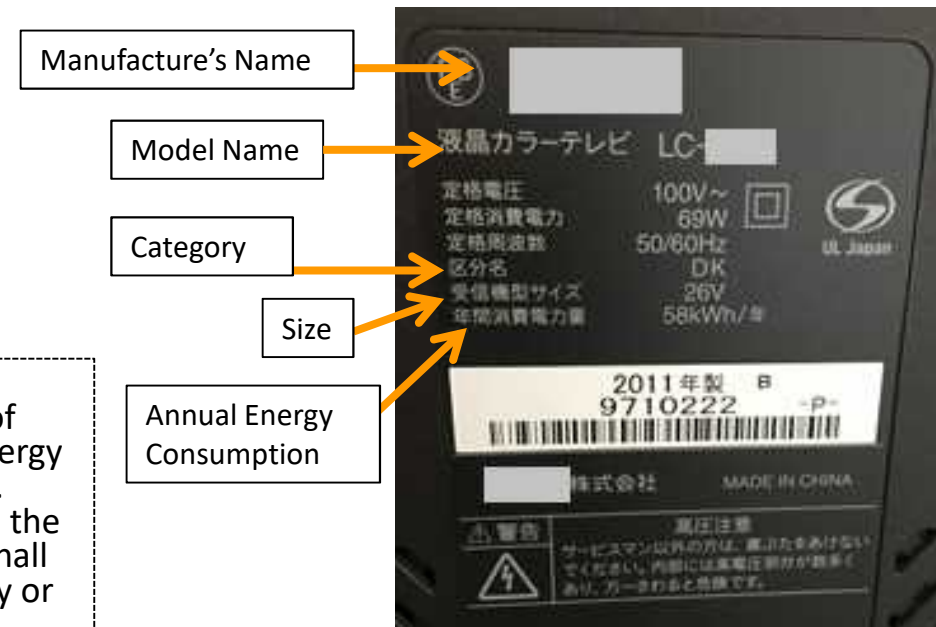 Manufacture's Name
Model Name
Category
Size
Annual Energy
Consumption
of
ergy
the
mall
y or
液晶カラーテレビ LC-
定格電圧 100V～
定格消費電力 69W
定格周波数 50/60Hz
区分名 DK
受信機型サイズ 26V
年間消費電力量 58kWh/年
UL Japan
2011年製 B
9710222 -P-
株式会社 MADE IN CHINA
警告
高圧注意
サービスマン以外の方は、裏ぶたをあけない
でください。内部には高電圧部分が数多く
あり、万一さわると危険です。